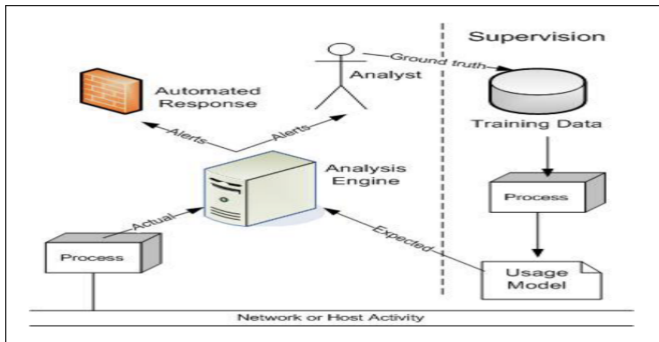 Supervision
Ground truth
Analyst
Automated
Response
Training Data
Alerts
Alerts
Analysis
Engine
Process
Actual
Expected
Process
Usage
Model
Network or Host Activity